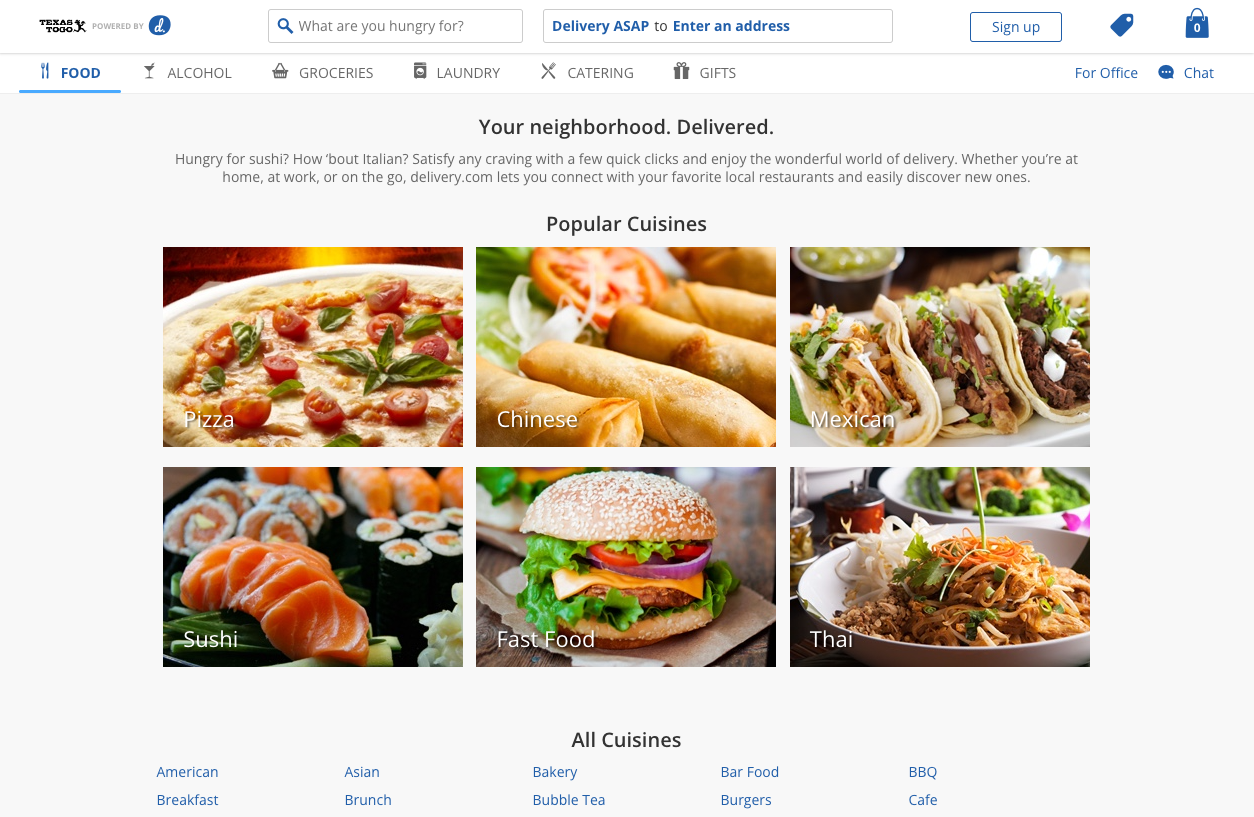 TEXAS TOGO POWERED BY d.
What are you hungry for?
Delivery ASAP to Enter an address
Sign up
0
FOOD
ALCOHOL
GROCERIES
LAUNDRY
CATERING
GIFTS
For Office
Chat
Your neighborhood. Delivered.
Hungry for sushi? How ‘bout Italian? Satisfy any craving with a few quick clicks and enjoy the wonderful world of delivery. Whether you’re at
home, at work, or on the go, delivery.com lets you connect with your favorite local restaurants and easily discover new ones.
Popular Cuisines
Pizza
Chinese
Mexican
Sushi
Fast Food
Thai
All Cuisines
American
Asian
Bakery
Bar Food
BBQ
Breakfast
Brunch
Bubble Tea
Burgers
Cafe